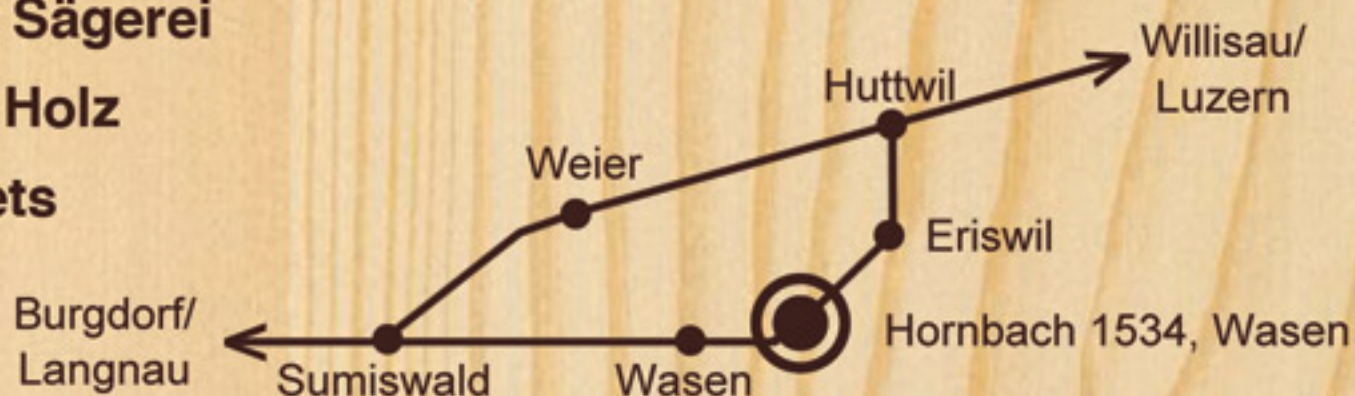 Sägerei
Holz
ets
Willisau/
Luzern
Huttwil
Weier
Eriswil
Burgdorf/
Langnau
Hornbach 1534, Wasen
Sumiswald
Wasen